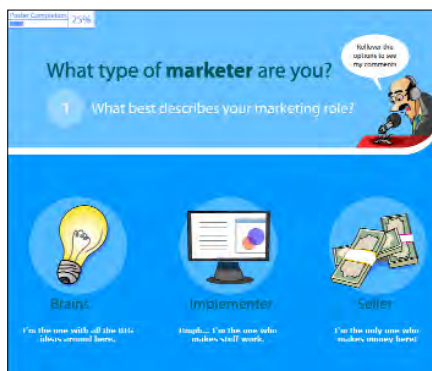 Poster Completion
25%
Rollover the
options to see
my comments
What type of marketer are you?
1 What best describes your marketing role?
Brains
Implementer
Seller
I'm the one with all the BIG
ideas around here.
Umph... I'm the one who
makes stuff work.
I'm the only one who
makes money here!